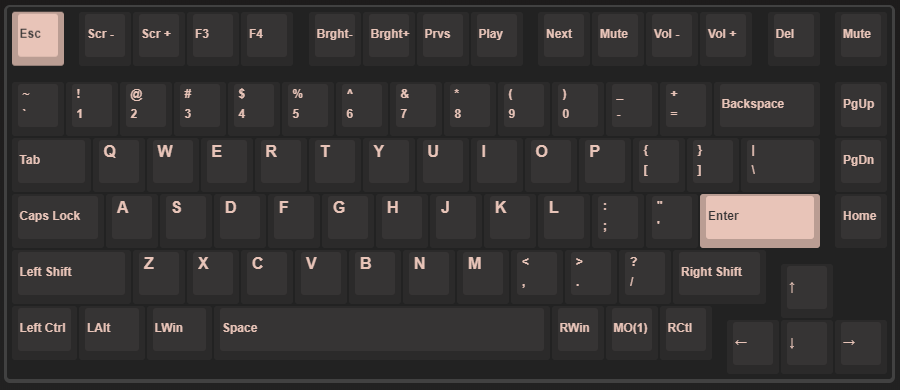 Esc Scr - Scr + F3 F4 Brght- Brght+ Prvs Play Next Mute Vol - Vol + Del Mute
~ ! @ # $ % ^ & * ( ) _ +
` 1 2 3 4 5 6 7 8 9 0 - = Backspace PgUp
Tab Q W E R T Y U I O P { } | PgDn
[ ] \
Caps Lock A S D F G H J K L : " Enter Home
; '
Left Shift Z X C V B N M < > ? Right Shift
, . / ↑
Left Ctrl LAlt LWin Space RWin MO(1) RCtl
← ↓ →